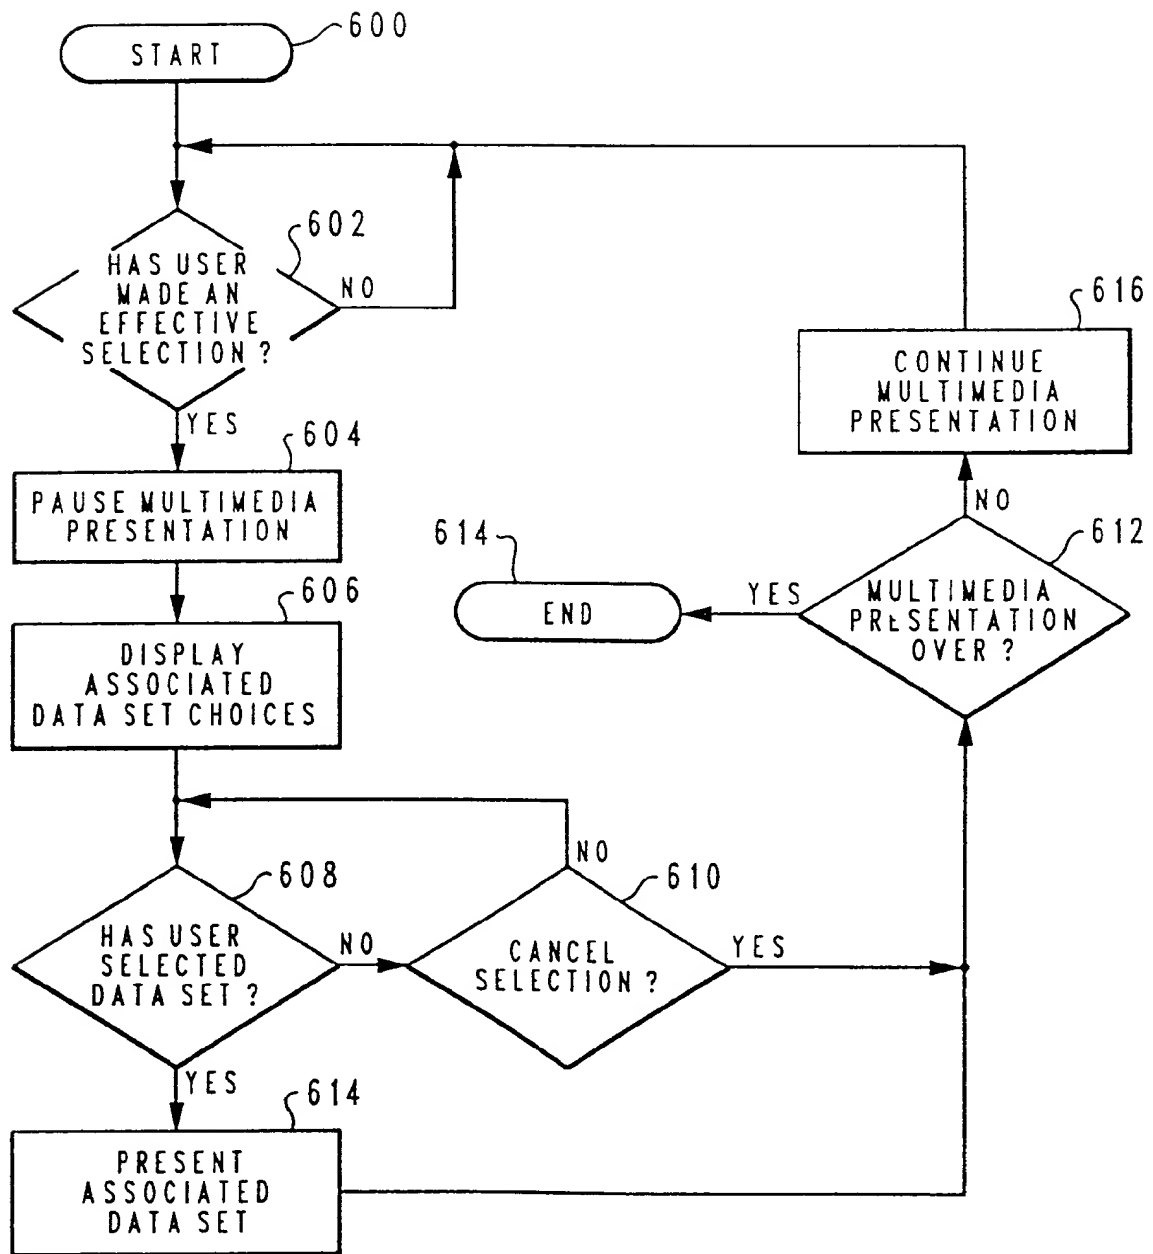 600
START
602
HAS USER
MADE AN
EFFECTIVE
SELECTION ?
NO
YES
604
PAUSE MULTIMEDIA
PRESENTATION
606
DISPLAY
ASSOCIATED
DATA SET CHOICES
608
HAS USER
SELECTED
DATA SET ?
NO
YES
610
CANCEL
SELECTION ?
NO
YES
614
PRESENT
ASSOCIATED
DATA SET
616
CONTINUE
MULTIMEDIA
PRESENTATION
NO
612
MULTIMEDIA
PRESENTATION
OVER ?
YES
614
END